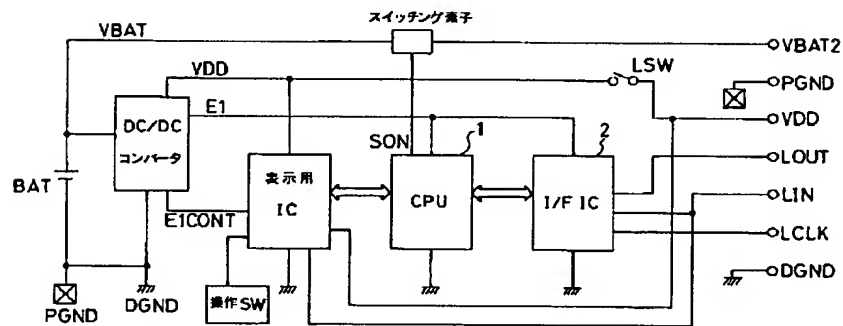 スイッチング素子
VBAT
VBAT2
VDD
LSW
PGND
E1
VDD
DC/DC
コンバータ
SON
1
2
LOUT
BAT
表示用
IC
CPU
I/F IC
LIN
E1CONT
LCLK
操作SW
DGND
PGND
DGND